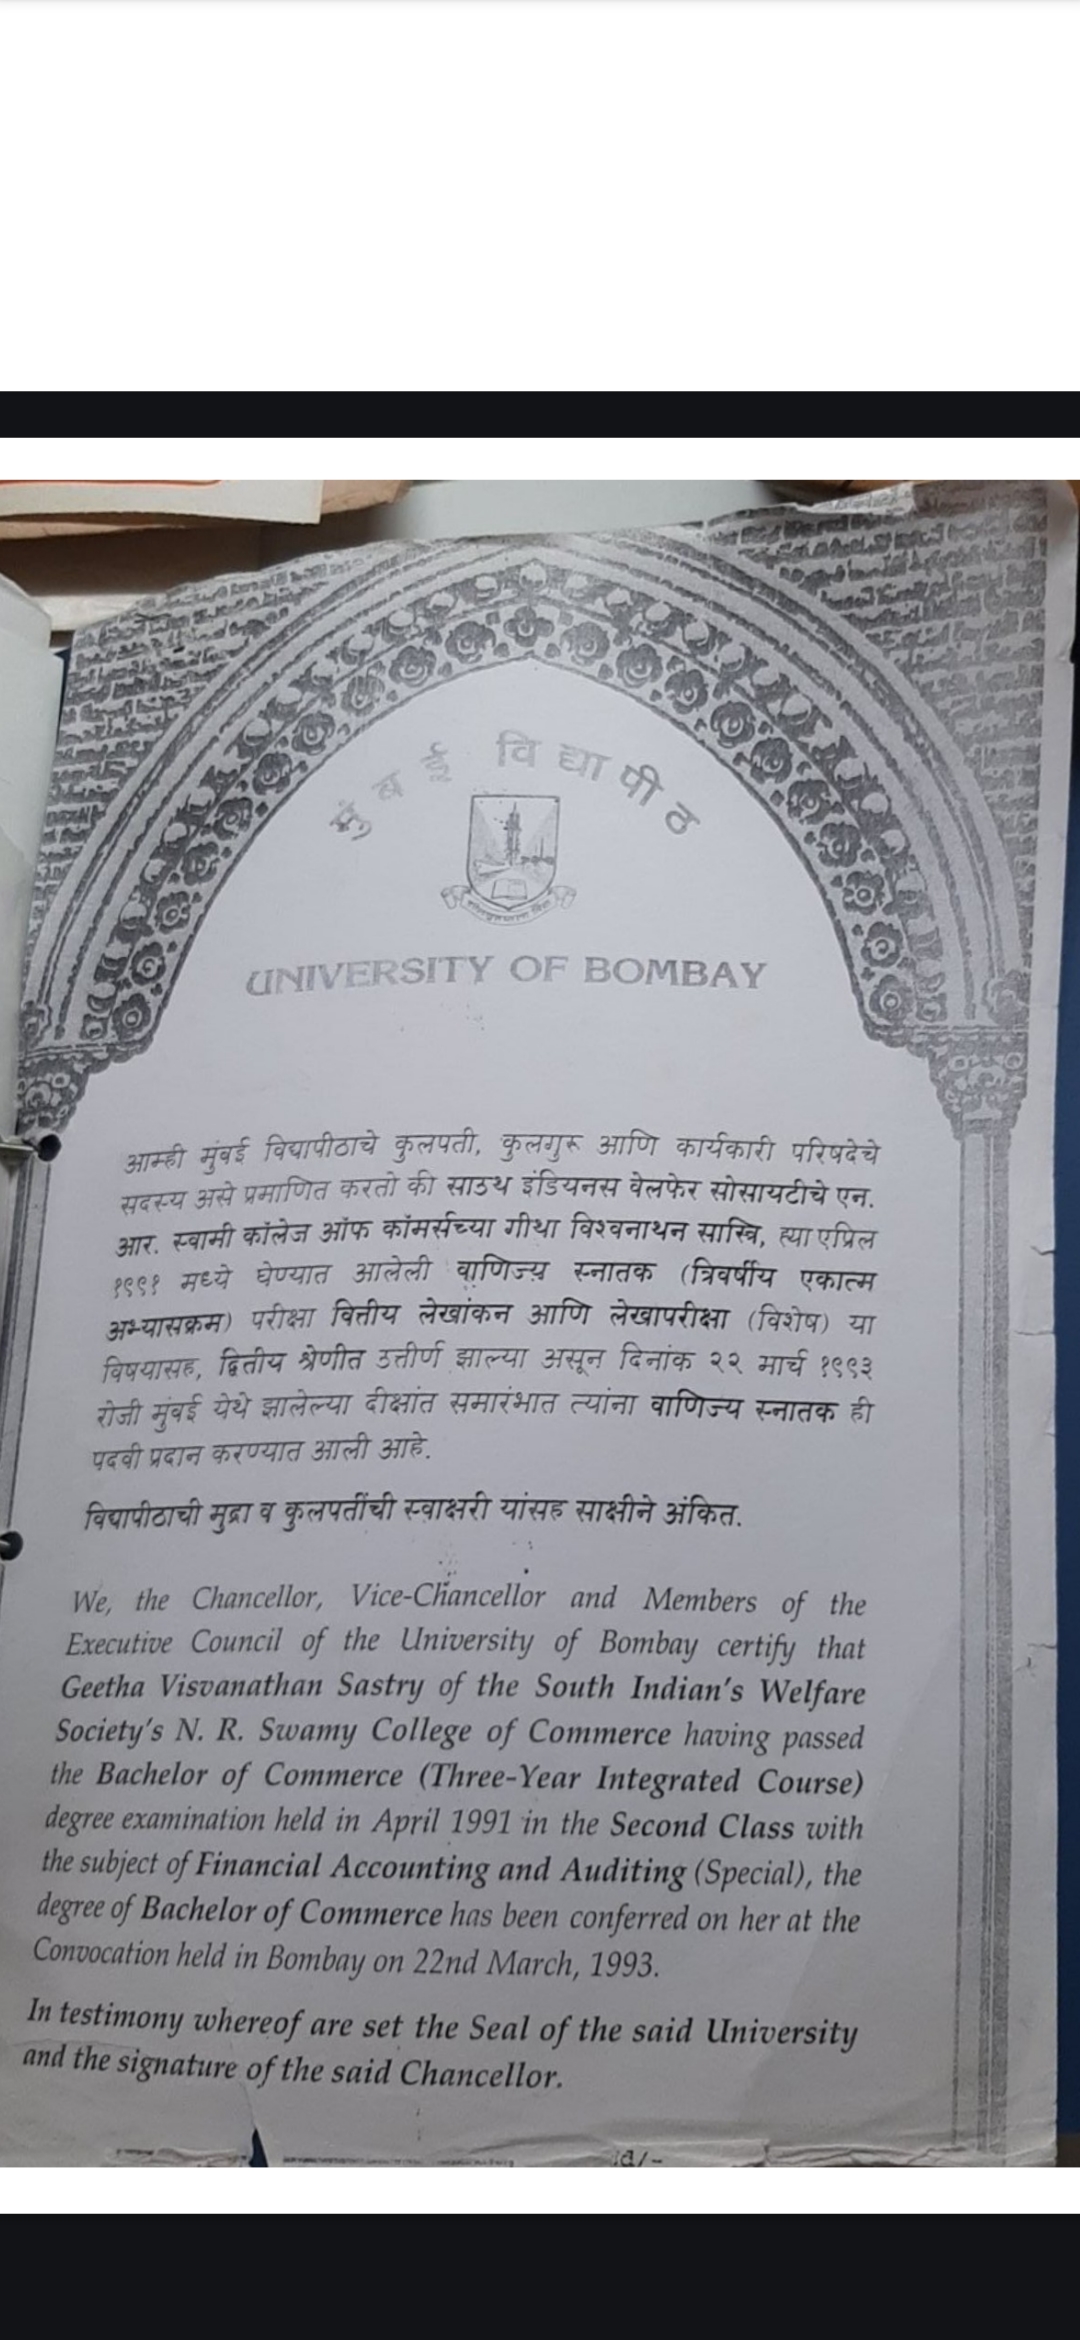 मुंबई विद्यापीठ
UNIVERSITY OF BOMBAY
आम्ही मुंबई विद्यापीठाचे कुलपती, कुलगुरू आणि कार्यकारी परिषदेचे
सदस्य असे प्रमाणित करतो की साउथ इंडियनस वेलफेर सोसायटीचे एन.
आर. स्वामी कॉलेज ऑफ कॉमर्सच्या गीथा विश्वनाथन सास्त्रि, ह्या एप्रिल
१९९१ मध्ये घेण्यात आलेली वाणिज्य स्नातक (त्रिवर्षीय एकात्म
अभ्यासक्रम) परीक्षा वित्तीय लेखांकन आणि लेखापरीक्षा (विशेष) या
विषयासह, द्वितीय श्रेणीत उत्तीर्ण झाल्या असून दिनांक २२ मार्च १९९३
रोजी मुंबई येथे झालेल्या दीक्षांत समारंभात त्यांना वाणिज्य स्नातक ही
पदवी प्रदान करण्यात आली आहे.
विद्यापीठाची मुद्रा व कुलपतींची स्वाक्षरी यांसह साक्षीने अंकित.
We, the Chancellor, Vice-Chancellor and Members of the
Executive Council of the University of Bombay certify that
Geetha Visvanathan Sastry of the South Indian's Welfare
Society's N. R. Swamy College of Commerce having passed
the Bachelor of Commerce (Three-Year Integrated Course)
degree examination held in April 1991 in the Second Class with
the subject of Financial Accounting and Auditing (Special), the
degree of Bachelor of Commerce has been conferred on her at the
Convocation held in Bombay on 22nd March, 1993.
In testimony whereof are set the Seal of the said University
and the signature of the said Chancellor.